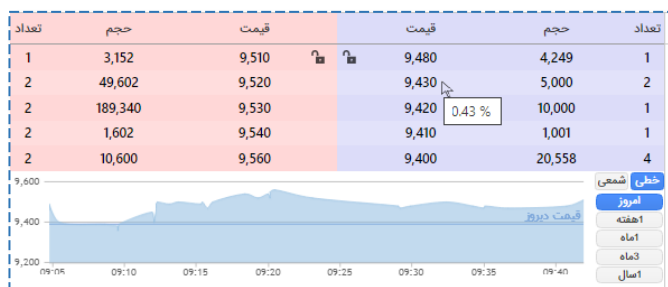 تعداد حجم قیمت قیمت حجم تعداد
1 4,249 9,480 9,510 3,152 1
2 5,000 9,430 9,520 49,602 2
1 10,000 9,420 9,530 189,340 2
0.43 %
1 1,001 9,410 9,540 1,602 2
4 20,558 9,400 9,560 10,600 2
خطی شمعی
امروز
1هفته
1ماه
3ماه
1سال
قیمت دیروز
9,600
9,400
9,200
09:05 09:10 09:15 09:20 09:25 09:30 09:35 09:40